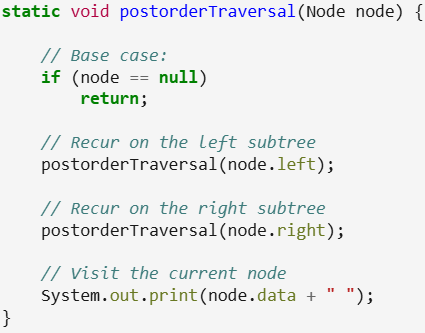 static void postorderTraversal(Node node) {
// Base case:
if (node == null)
return;
// Recur on the left subtree
postorderTraversal(node.left);
// Recur on the right subtree
postorderTraversal(node.right);
// Visit the current node
System.out.print(node.data + " ");
}